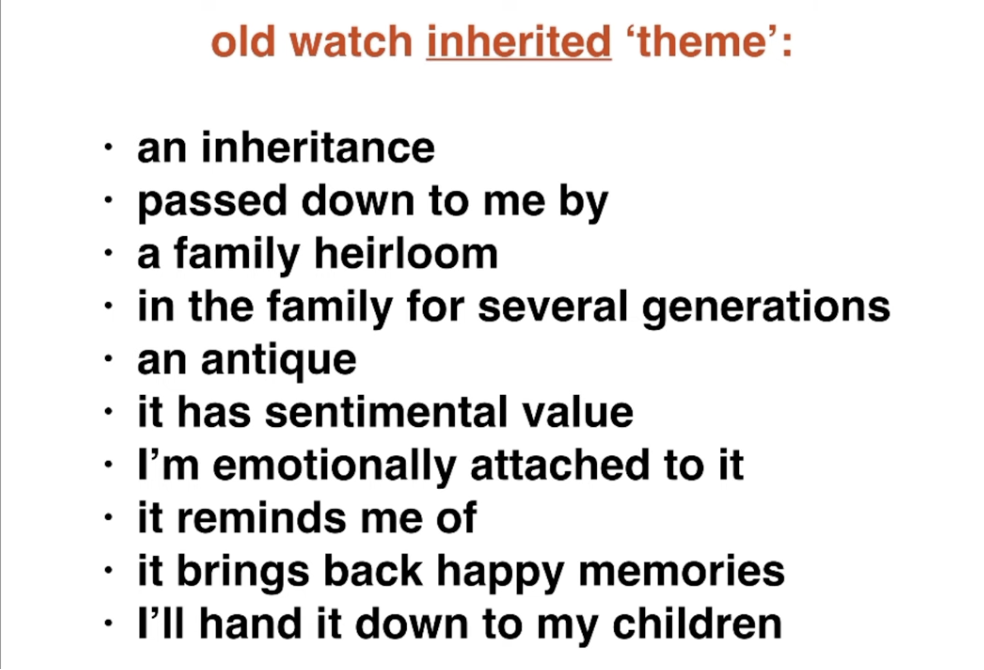 old watch inherited ‘theme’:
· an inheritance
· passed down to me by
· a family heirloom
· in the family for several generations
· an antique
· it has sentimental value
· I’m emotionally attached to it
· it reminds me of
· it brings back happy memories
· I’ll hand it down to my children